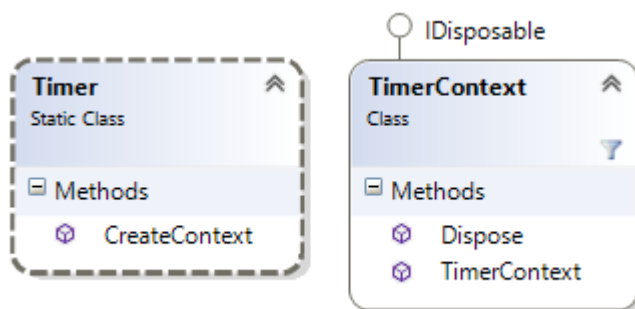 IDisposable
Timer
Static Class
Methods
CreateContext
TimerContext
Class
Methods
Dispose
TimerContext